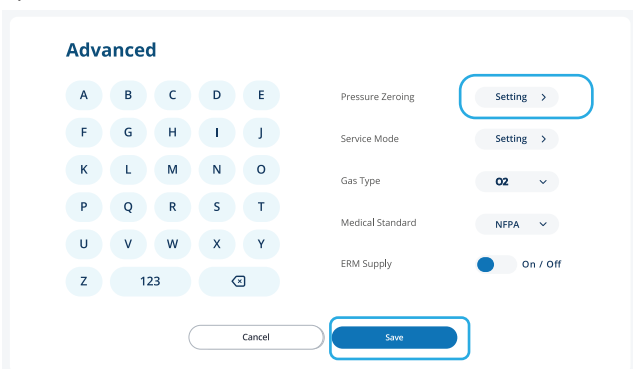 Advanced
A B C D E
F G H I J
K L M N O
P Q R S T
U V W X Y
Z 123
Pressure Zeroing Setting >
Service Mode Setting >
Gas Type O2
Medical Standard NFPA
ERM Supply On / Off
Cancel Save